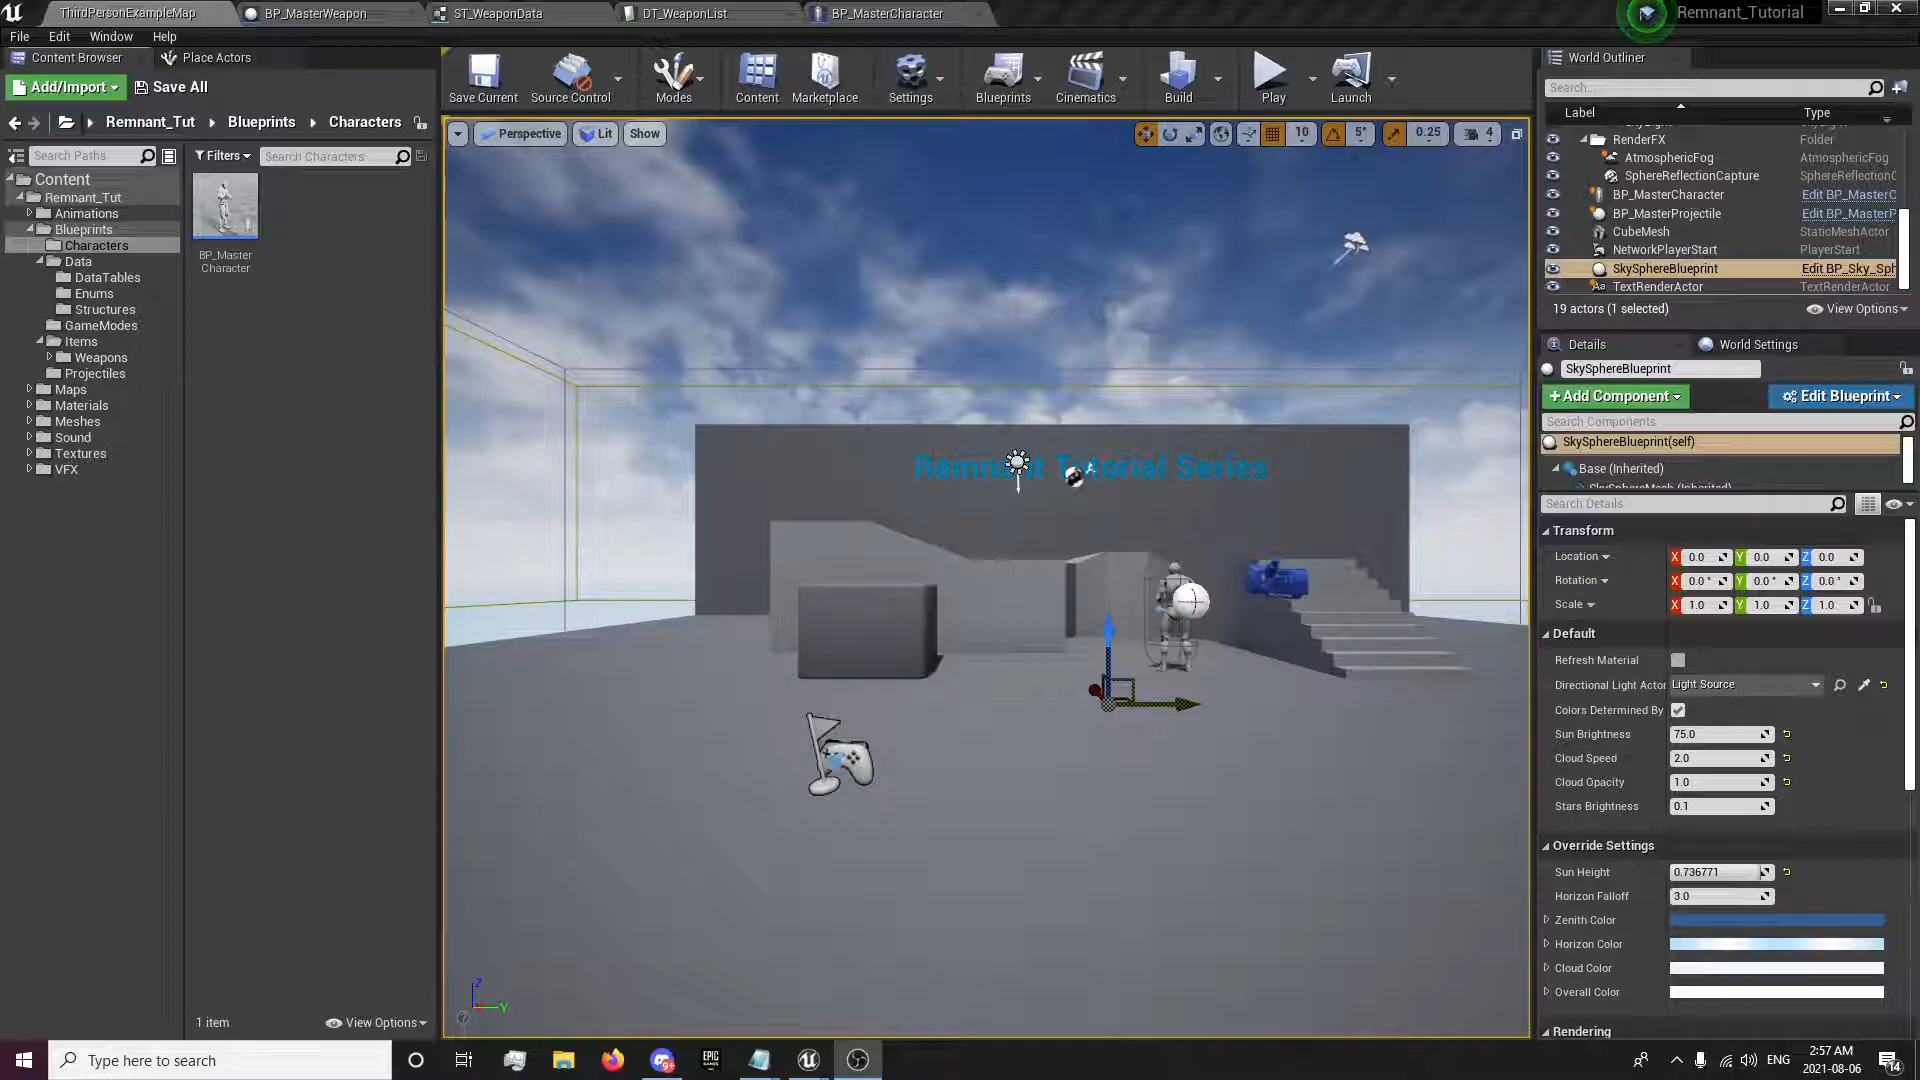 ThirdPersonExampleMap
BP_MasterWeapon
ST_WeaponData
DT_WeaponList
BP_MasterCharacter
Remnant_Tutorial
File
Edit
Window
Help
Content Browser
Place Actors
Add/Import
Save All
Save Current
Source Control
Modes
Content
Marketplace
Settings
Blueprints
Cinematics
Build
Play
Launch
World Outliner
Search...
Label
Type
Remnant_Tut
Blueprints
Characters
Search Paths
Filters
Search Characters
Content
Remnant_Tut
Animations
Blueprints
Characters
Data
DataTables
Enums
Structures
GameModes
Items
Weapons
Projectiles
Maps
Materials
Meshes
Sound
Textures
VFX
BP_Master
Character
1 item
View Options
Perspective
Lit
Show
10
5°
0.25
4
Remnant Tutorial Series
Z
Y
RenderFX
Folder
AtmosphericFog
AtmosphericFog
SphereReflectionCapture
SphereReflectionC
BP_MasterCharacter
Edit BP_MasterC
BP_MasterProjectile
Edit BP_MasterP
CubeMesh
StaticMeshActor
NetworkPlayerStart
PlayerStart
SkySphereBlueprint
Edit BP_Sky_Sph
TextRenderActor
TextRenderActor
19 actors (1 selected)
View Options
Details
World Settings
SkySphereBlueprint
+Add Component
Edit Blueprint
Search Components
SkySphereBlueprint(self)
Base (Inherited)
SkySphereMesh (Inherited)
Search Details
Transform
Location
X 0.0 Y 0.0 Z 0.0
Rotation
X 0.0° Y 0.0° Z 0.0°
Scale
X 1.0 Y 1.0 Z 1.0
Default
Refresh Material
Directional Light Actor
Light Source
Colors Determined By
Sun Brightness
75.0
Cloud Speed
2.0
Cloud Opacity
1.0
Stars Brightness
0.1
Override Settings
Sun Height
0.736771
Horizon Falloff
3.0
Zenith Color
Horizon Color
Cloud Color
Overall Color
Rendering
Type here to search
EPIC
GAMES
9+
ENG
2:57 AM
2021-08-06
14